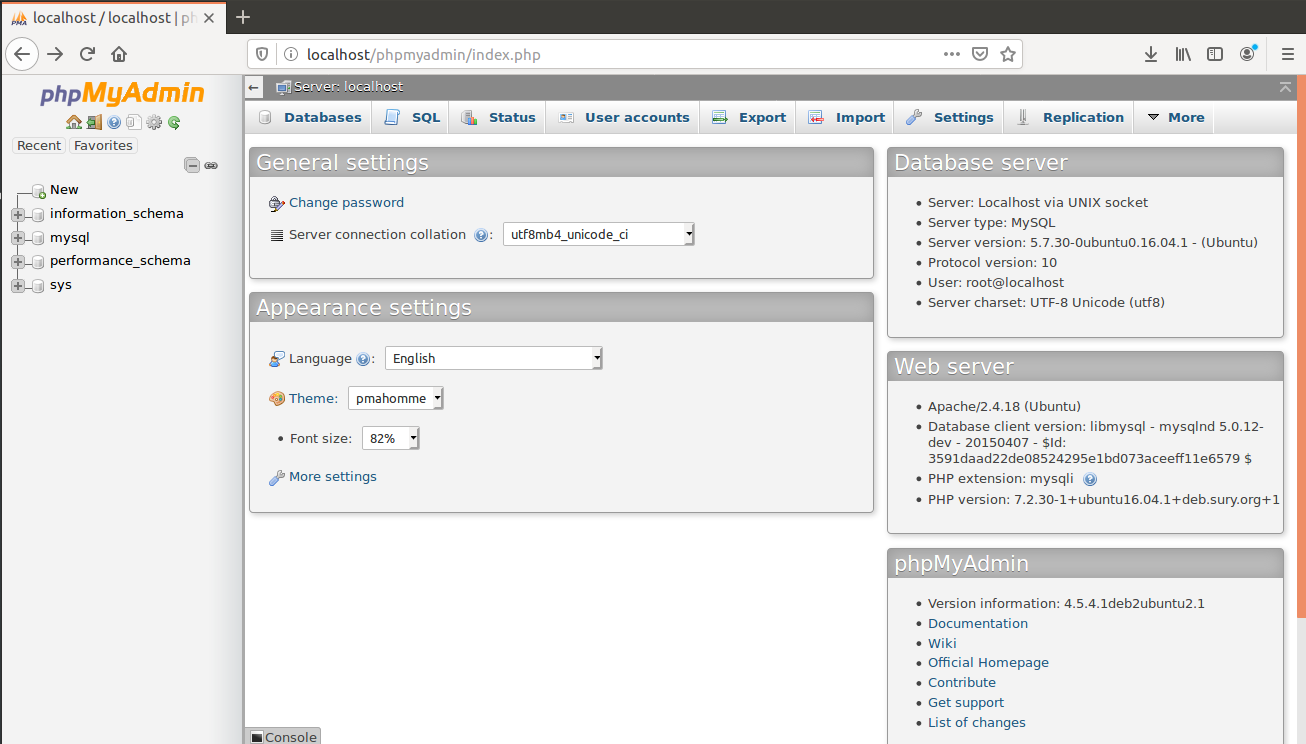 localhost / localhost | ph
localhost/phpmyadmin/index.php
phpMyAdmin
Recent
Favorites
New
information_schema
mysql
performance_schema
sys
Server: localhost
Databases
SQL
Status
User accounts
Export
Import
Settings
Replication
More
General settings
Change password
Server connection collation
:
utf8mb4_unicode_ci
Appearance settings
Language
:
English
Theme:
pmahomme
Font size:
82%
More settings
Database server
Server: Localhost via UNIX socket
Server type: MySQL
Server version: 5.7.30-0ubuntu0.16.04.1 - (Ubuntu)
Protocol version: 10
User: root@localhost
Server charset: UTF-8 Unicode (utf8)
Web server
Apache/2.4.18 (Ubuntu)
Database client version: libmysql - mysqlnd 5.0.12-
dev - 20150407 - $Id:
3591daad22de08524295e1bd073aceeff11e6579 $
PHP extension: mysqli
PHP version: 7.2.30-1+ubuntu16.04.1+deb.sury.org+1
phpMyAdmin
Version information: 4.5.4.1deb2ubuntu2.1
Documentation
Wiki
Official Homepage
Contribute
Get support
List of changes
Console